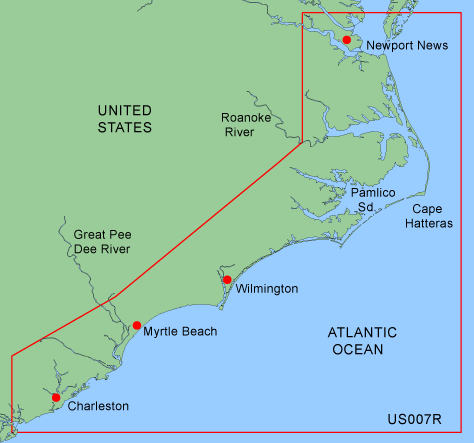 Newport News
UNITED
STATES
Roanoke
River
Pamlico
Sd.
Cape
Hatteras
Great Pee
Dee River
Wilmington
Myrtle Beach
ATLANTIC
OCEAN
Charleston
US007R